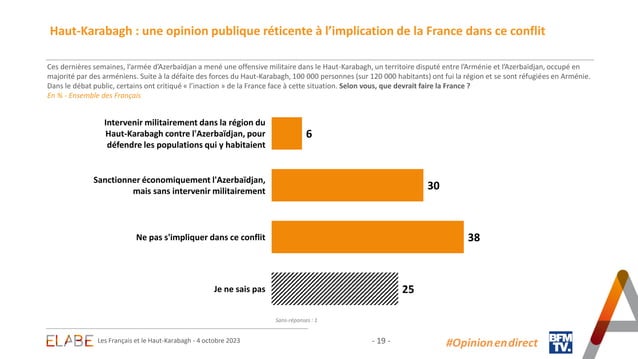 Haut-Karabagh : une opinion publique réticente à l'implication de la France dans ce conflit
Ces dernières semaines, l'armée d'Azerbaïdjan a mené une offensive militaire dans le Haut-Karabagh, un territoire disputé entre l'Arménie et l'Azerbaïdjan, occupé en
majorité par des arméniens. Suite à la défaite des forces du Haut-Karabagh, 100 000 personnes (sur 120 000 habitants) ont fui la région et se sont réfugiées en Arménie.
Dans le débat public, certains ont critiqué « l'inaction » de la France face à cette situation. Selon vous, que devrait faire la France ?
En % - Ensemble des Français
Intervenir militairement dans la région du
Haut-Karabagh contre l'Azerbaïdjan, pour
défendre les populations qui y habitaient
6
Sanctionner économiquement l'Azerbaïdjan,
mais sans intervenir militairement
30
Ne pas s'impliquer dans ce conflit
38
Je ne sais pas
25
Sans réponses : 1
ELABE
Les Français et le Haut-Karabagh - 4 octobre 2023
- 19 -
#Opinionendirect
BFM
TV.